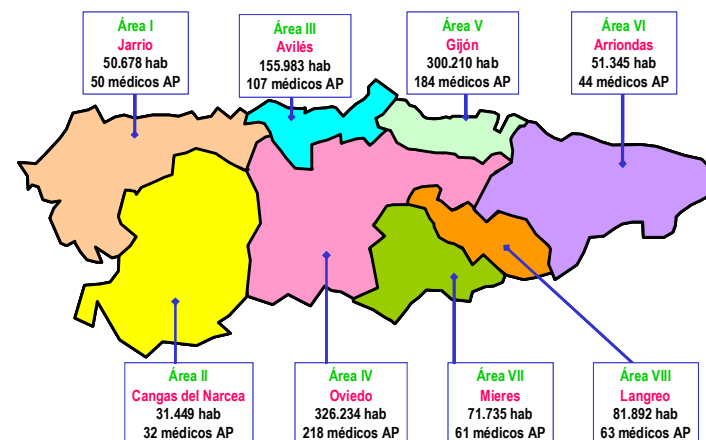 Área I
Jarrio
50.678 hab
50 médicos AP
Área III
Avilés
155.983 hab
107 médicos AP
Área V
Gijón
300.210 hab
184 médicos AP
Área VI
Arriondas
51.345 hab
44 médicos AP
Área II
Cangas del Narcea
31.449 hab
32 médicos AP
Área IV
Oviedo
326.234 hab
218 médicos AP
Área VII
Mieres
71.735 hab
61 médicos AP
Área VIII
Langreo
81.892 hab
63 médicos AP